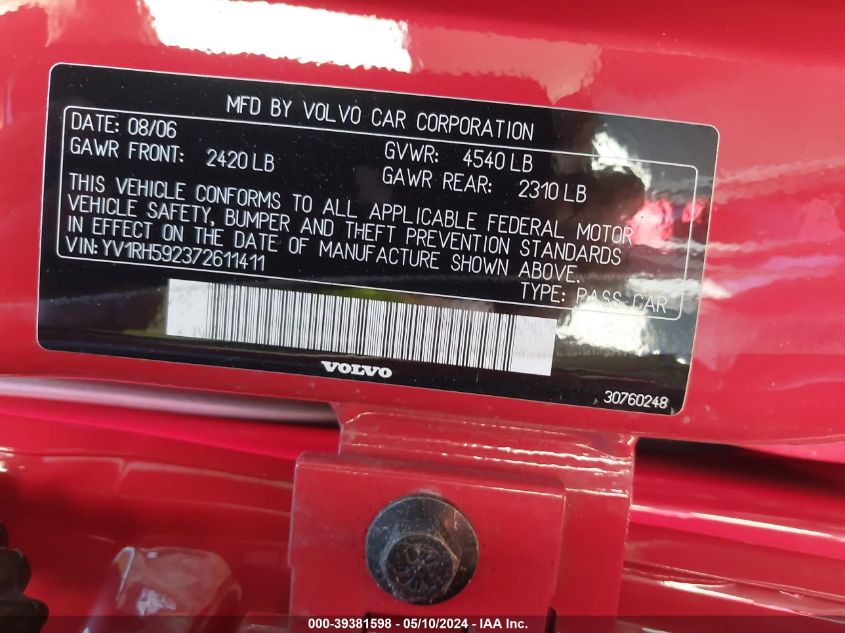 MFD BY VOLVO CAR CORPORATION
DATE: 08/06 GVWR: 4540 LB
GAWR FRONT: 2420 LB GAWR REAR: 2310 LB
THIS VEHICLE CONFORMS TO ALL APPLICABLE FEDERAL MOTOR
VEHICLE SAFETY, BUMPER AND THEFT PREVENTION STANDARDS
IN EFFECT ON THE DATE OF MANUFACTURE SHOWN ABOVE.
VIN: YV1RH592372611411 TYPE: PASS CAR
VOLVO
30760248
000-39381598 - 05/10/2024 - IAA Inc.